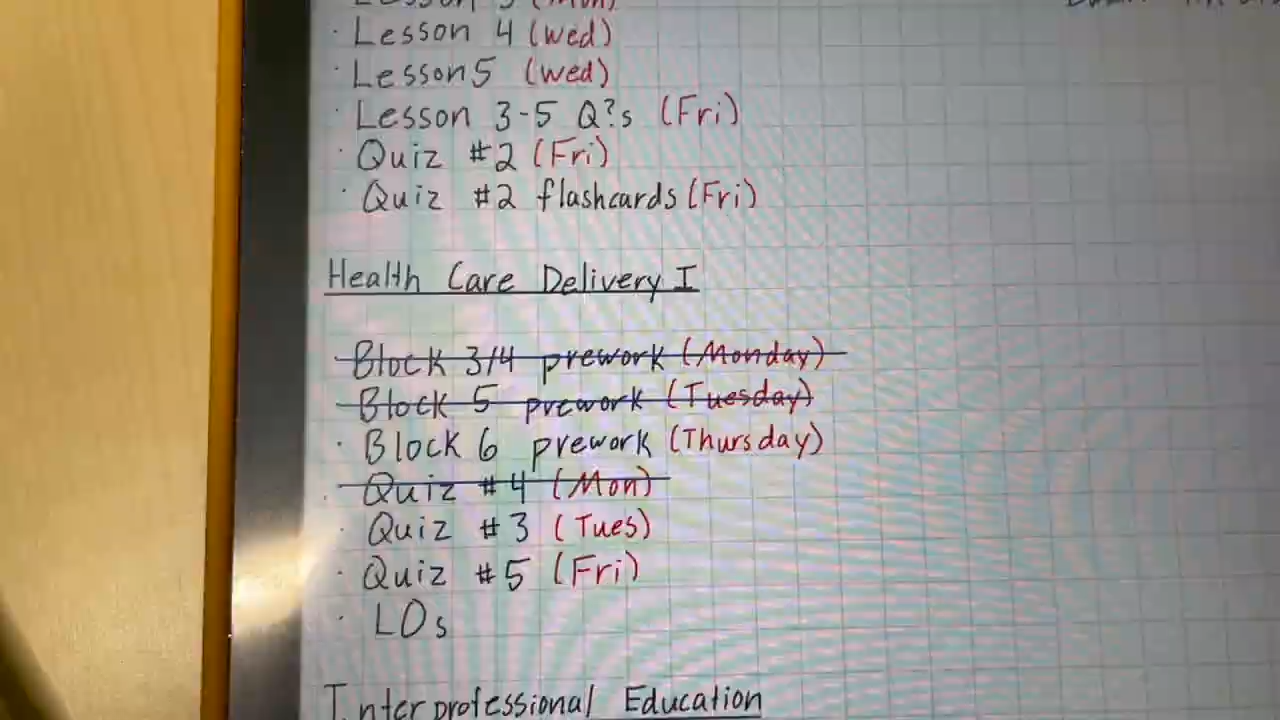 · Lesson 4 (Wed)
· Lesson 5 (Wed)
· Lesson 3-5 Q?s (Fri)
· Quiz #2 (Fri)
· Quiz #2 flashcards (Fri)
Health Care Delivery I
Block 3/4 prework (Monday)
Block 5 prework (Tuesday)
· Block 6 prework (Thursday)
· Quiz #4 (Mon)
· Quiz #3 (Tues)
· Quiz #5 (Fri)
· LOs
Interprofessional Education